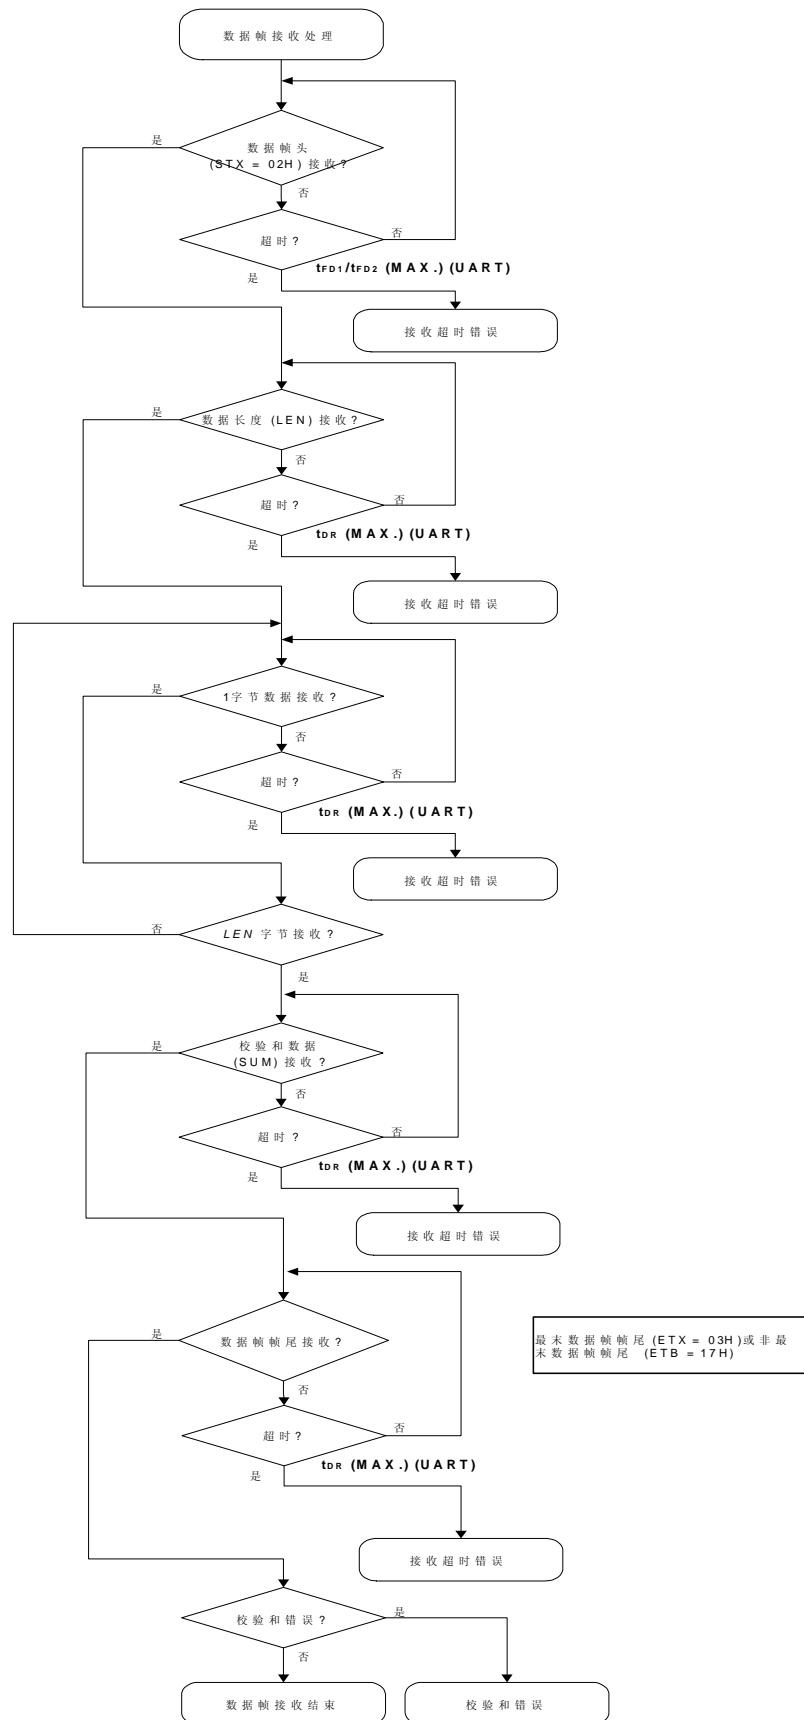 数据帧接收处理
是
数据帧头
(STX = 02H) 接收?
否
超时?
否
tFD1/tFD2 (MAX.) (UART)
是
接收超时错误
是
数据长度 (LEN) 接收?
否
超时?
否
tDR (MAX.) (UART)
是
接收超时错误
是
1字节数据接收?
否
超时?
否
tDR (MAX.) (UART)
是
接收超时错误
否
LEN 字节接收?
是
是
校验和数据
(SUM) 接收?
否
超时?
否
tDR (MAX.) (UART)
是
接收超时错误
是
数据帧帧尾接收?
最末数据帧帧尾 (ETX = 03H)或非最
末数据帧帧尾 (ETB = 17H)
否
超时?
否
tDR (MAX.) (UART)
是
接收超时错误
校验和错误?
是
否
数据帧接收结束
校验和错误